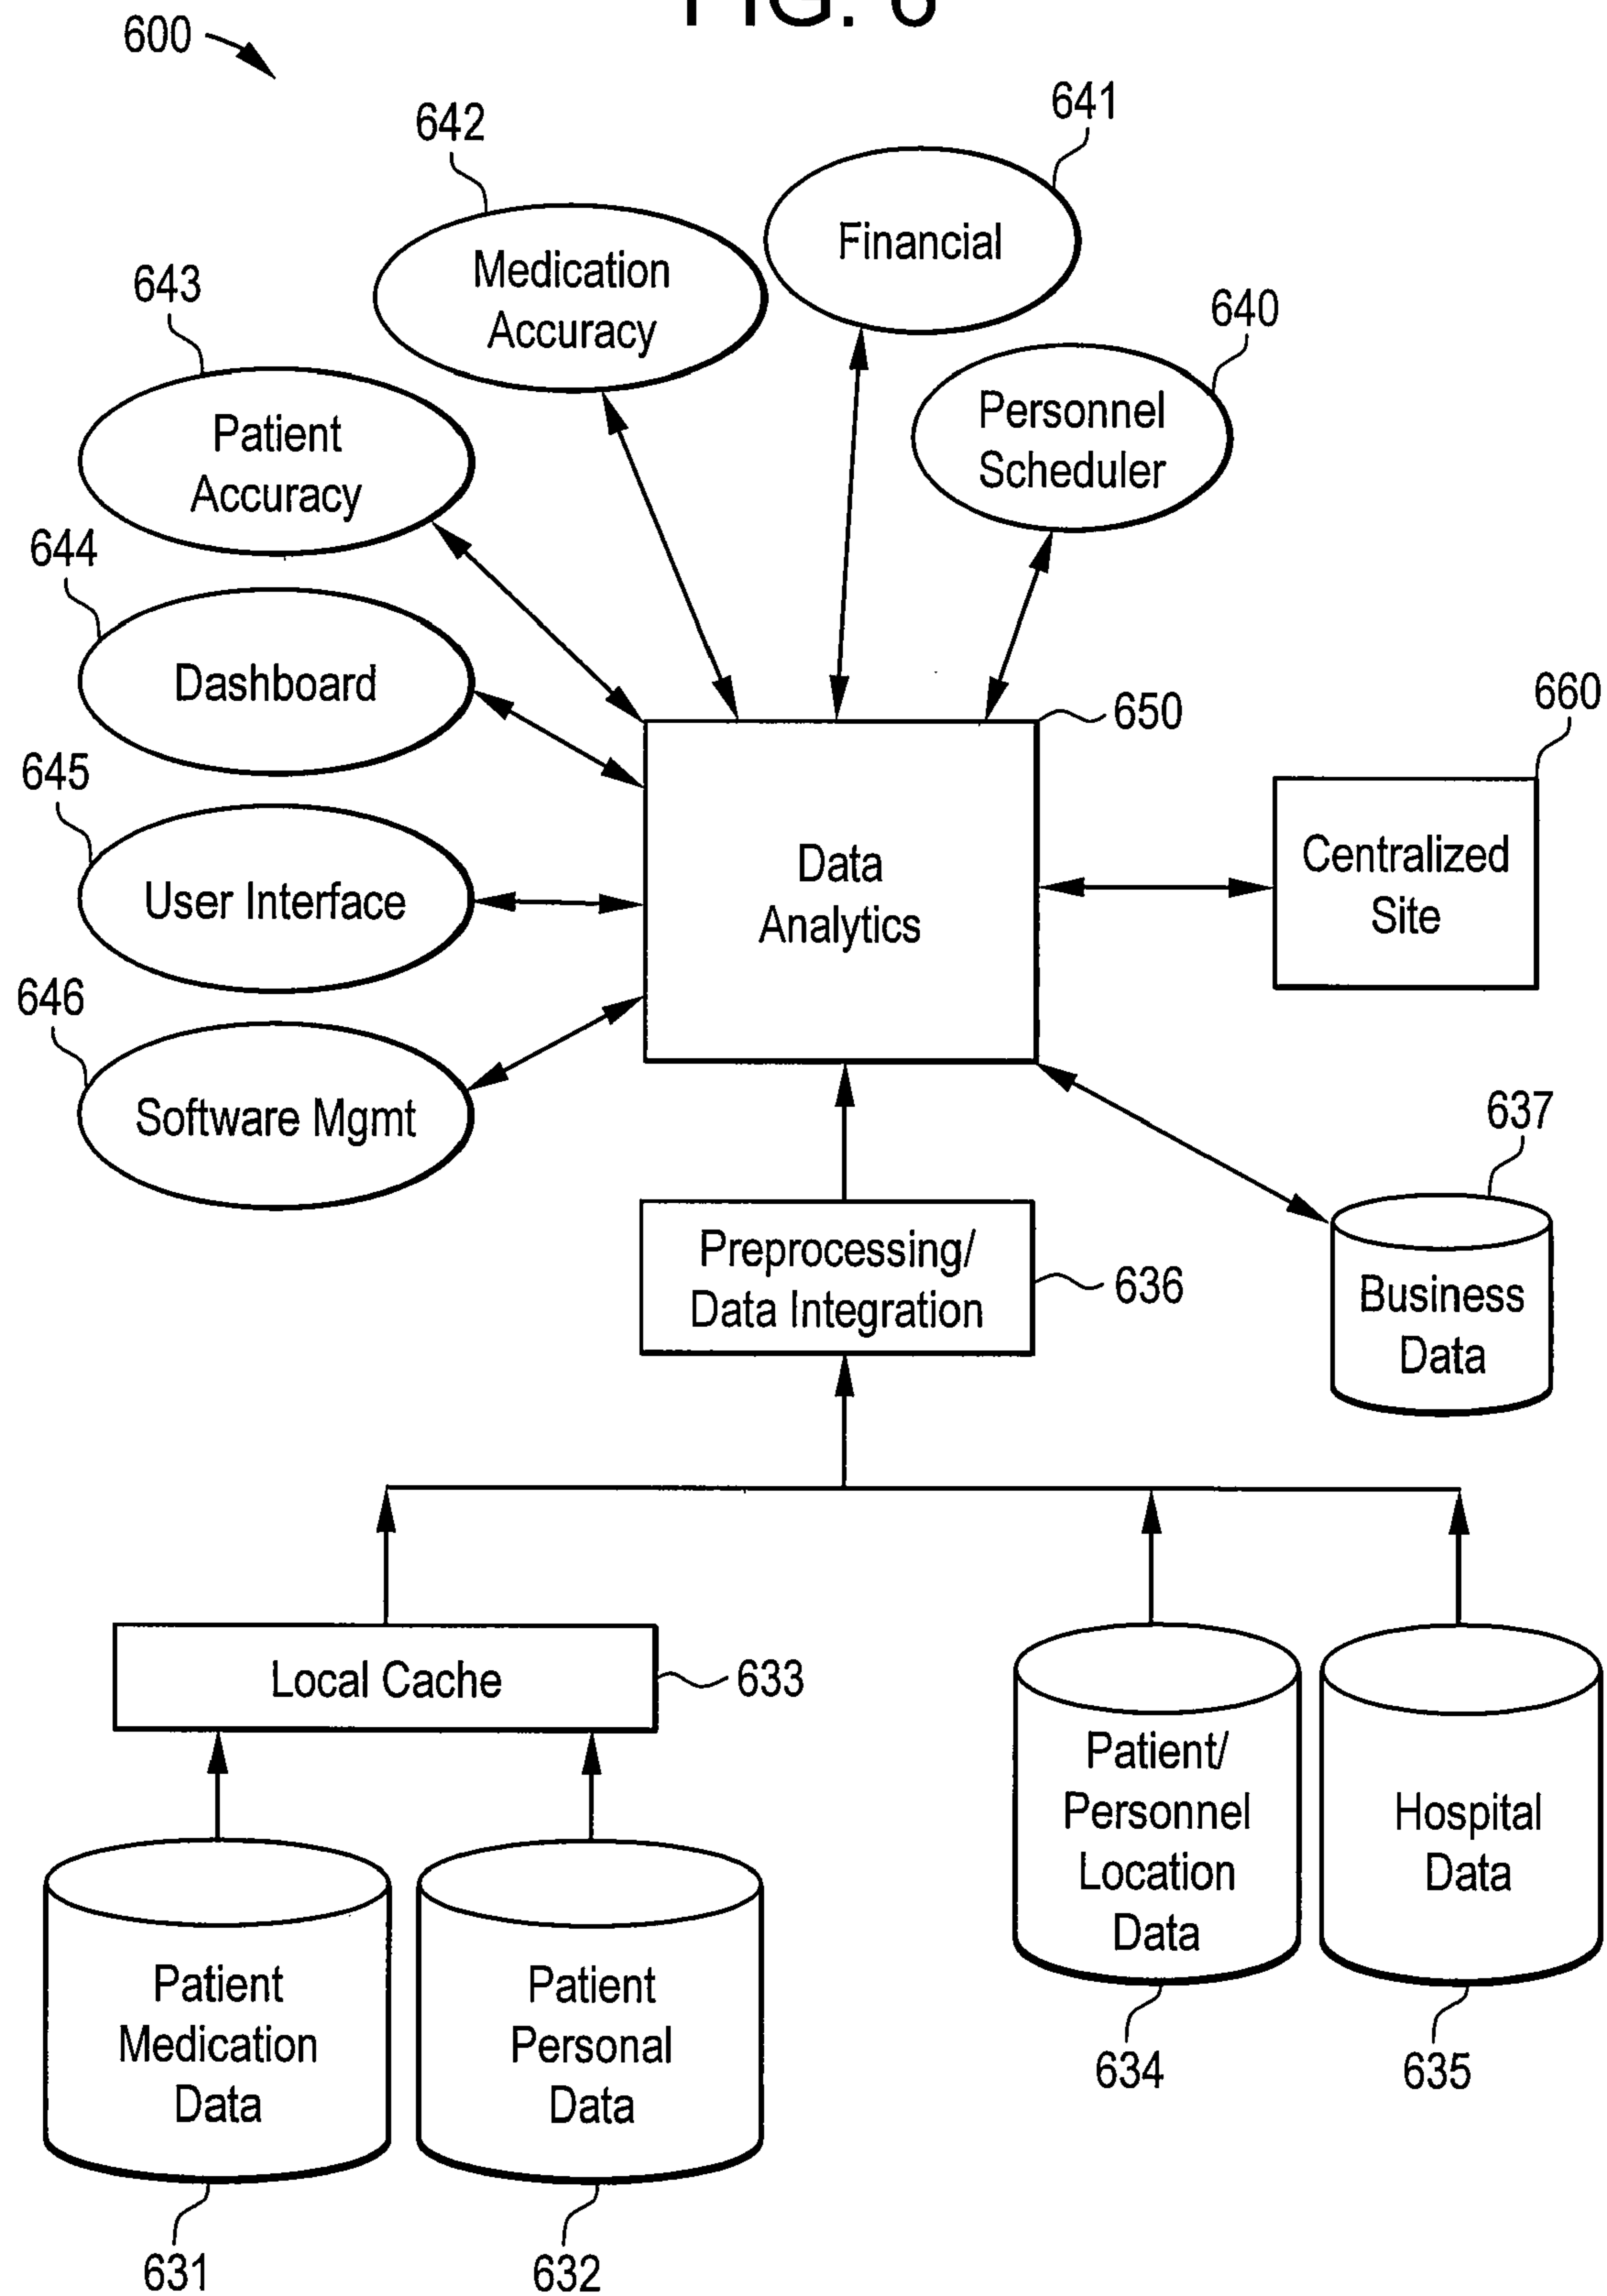 FIG. 6
600
641
642
Financial
Medication
Accuracy
643
640
Personnel
Scheduler
Patient
Accuracy
644
Dashboard
650
660
645
Data
Analytics
Centralized
Site
User Interface
646
Software Mgmt
637
Preprocessing/
Data Integration
636
Business
Data
Local Cache
633
Patient/
Personnel
Location
Data
Hospital
Data
Patient
Medication
Data
Patient
Personal
Data
634
635
631
632